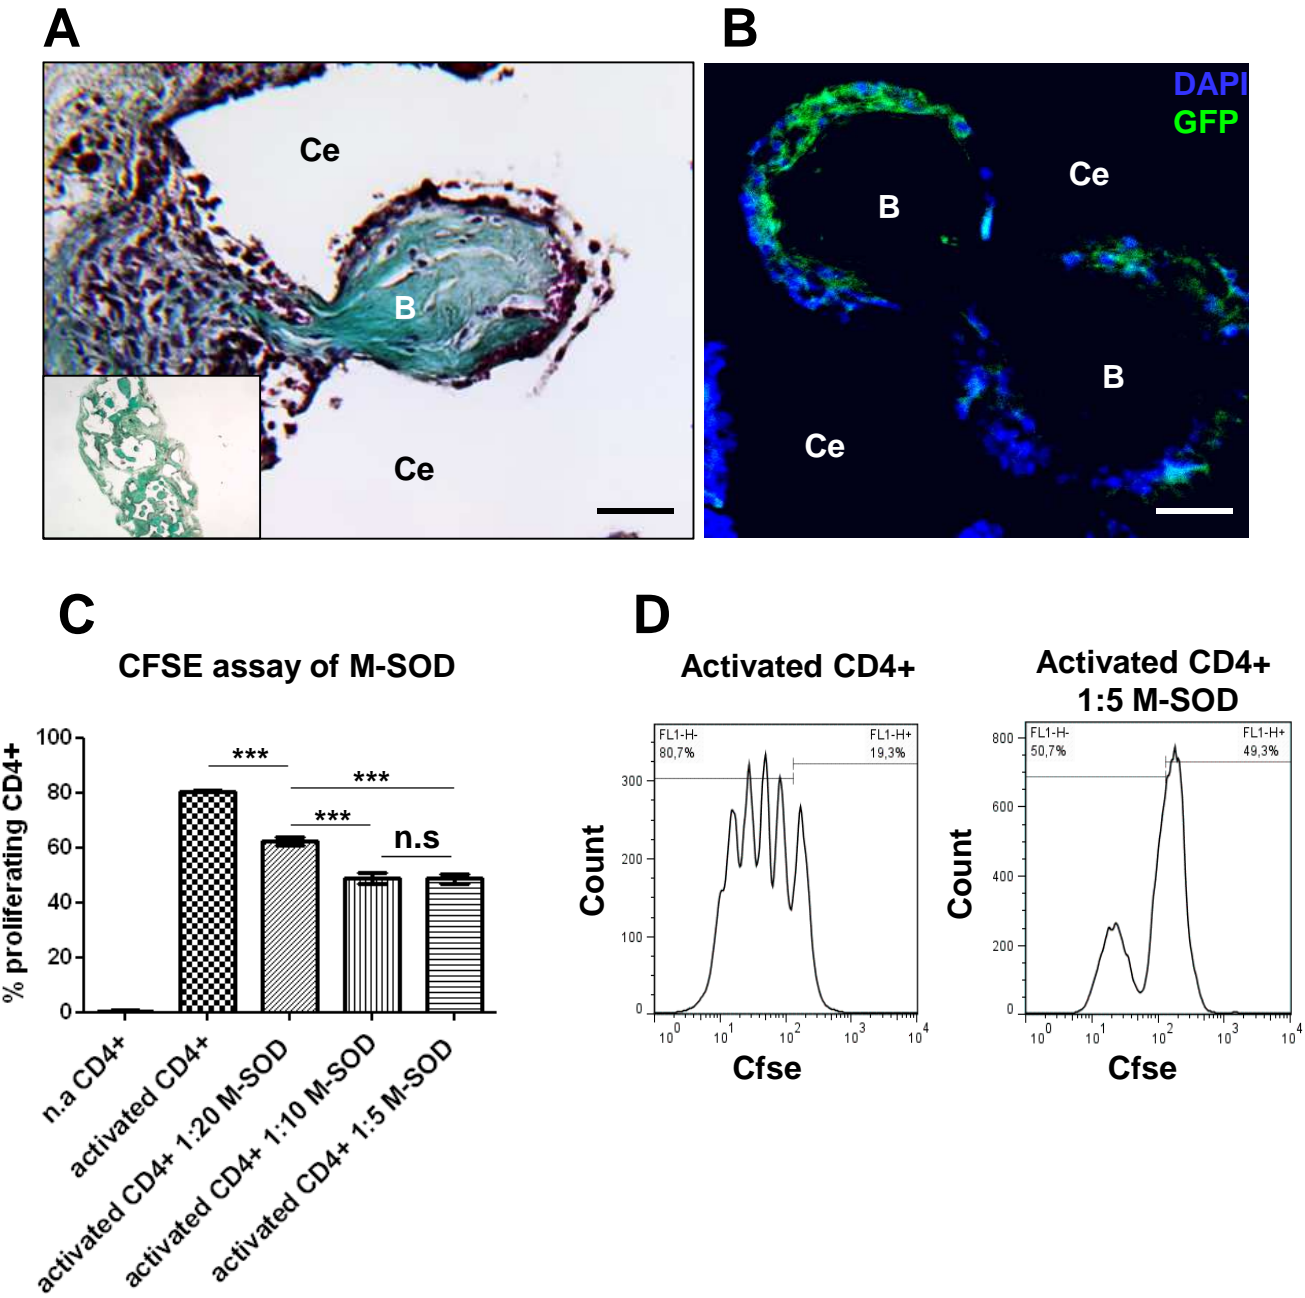 A
B
Ce
B
Ce
DAPI
GFP
Ce
B
B
Ce
C
CFSE assay of M-SOD
% proliferating CD4+
100
80
60
40
20
0
***
***
***
n.s
n.a CD4+
activated CD4+
activated CD4+ 1:20 M-SOD
activated CD4+ 1:10 M-SOD
activated CD4+ 1:5 M-SOD
D
Activated CD4+
FL1-H-
80,7%
FL1-H+
19,3%
Count
300
200
100
0
10^0 10^1 10^2 10^3 10^4
Cfse
Activated CD4+
1:5 M-SOD
FL1-H-
50,7%
FL1-H+
49,3%
Count
800
600
400
200
0
10^0 10^1 10^2 10^3 10^4
Cfse